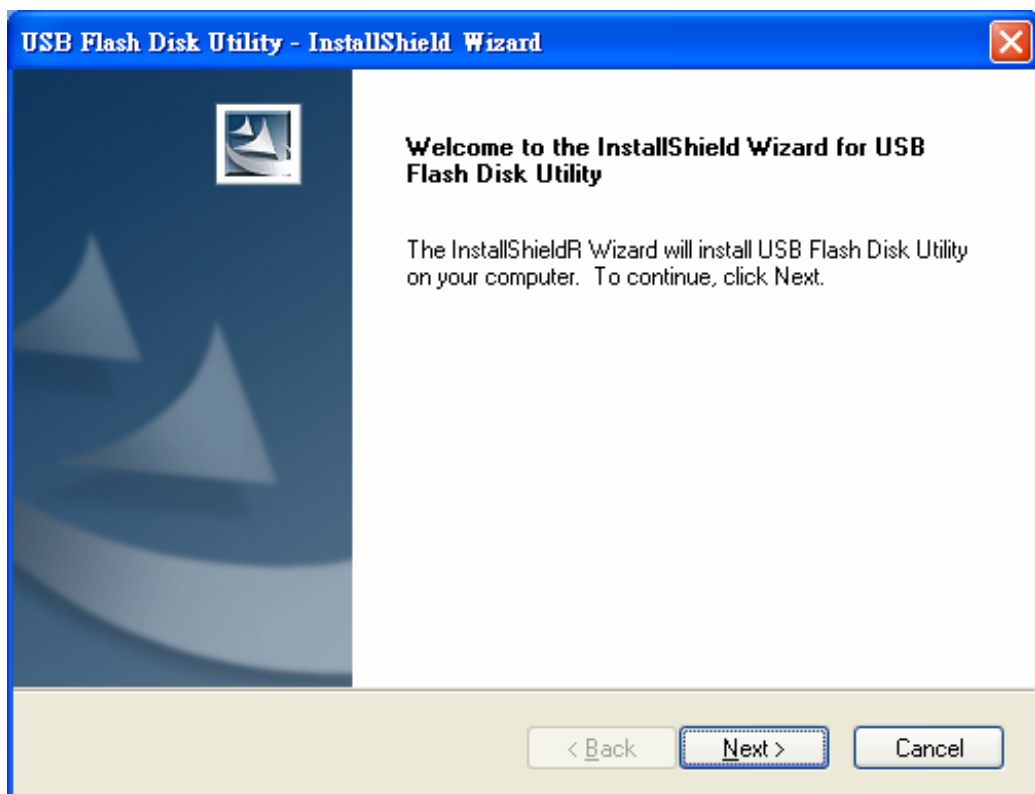 USB Flash Disk Utility - InstallShield Wizard
Welcome to the InstallShield Wizard for USB
Flash Disk Utility
The InstallShieldR Wizard will install USB Flash Disk Utility
on your computer.  To continue, click Next.
< Back
Next >
Cancel